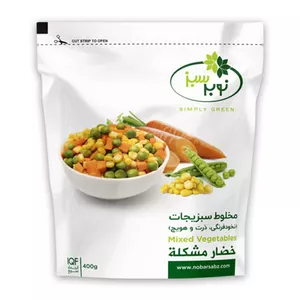 CUT STRIP TO OPEN
نوبر سبز
SIMPLY GREEN
مخلوط سبزیجات
(نخودفرنگی، ذرت و هویج)
Mixed Vegetables
خضار مشكلة
www.nobarsabz.com
IQF
400g